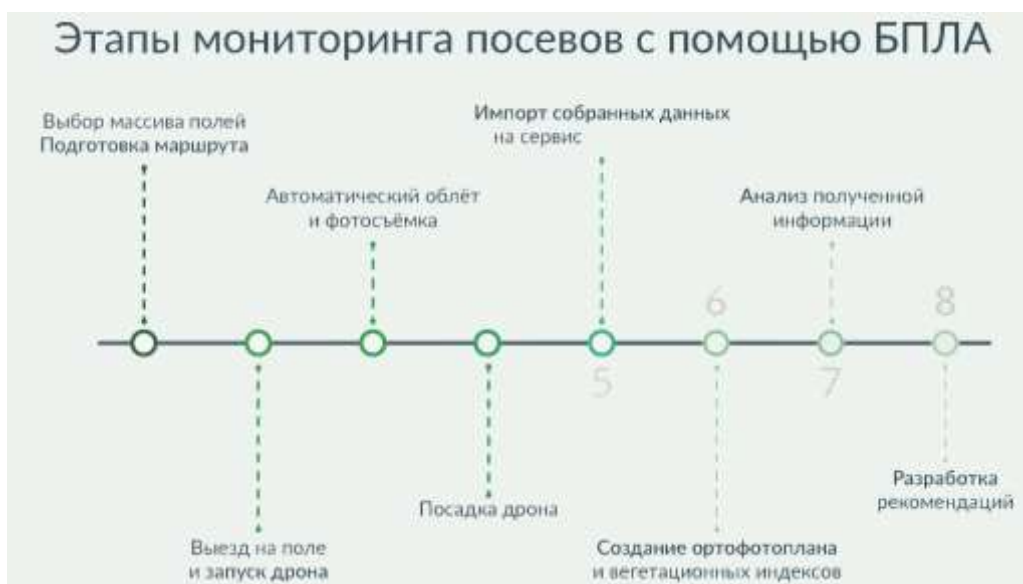 Этапы мониторинга посевов с помощью БПЛА
Выбор массива полей
Подготовка маршрута
Выезд на поле
и запуск дрона
Автоматический облёт
и фотосъёмка
Посадка дрона
Импорт собранных данных
на сервис
5
6
Создание ортофотоплана
и вегетационных индексов
Анализ полученной
информации
7
8
Разработка
рекомендаций